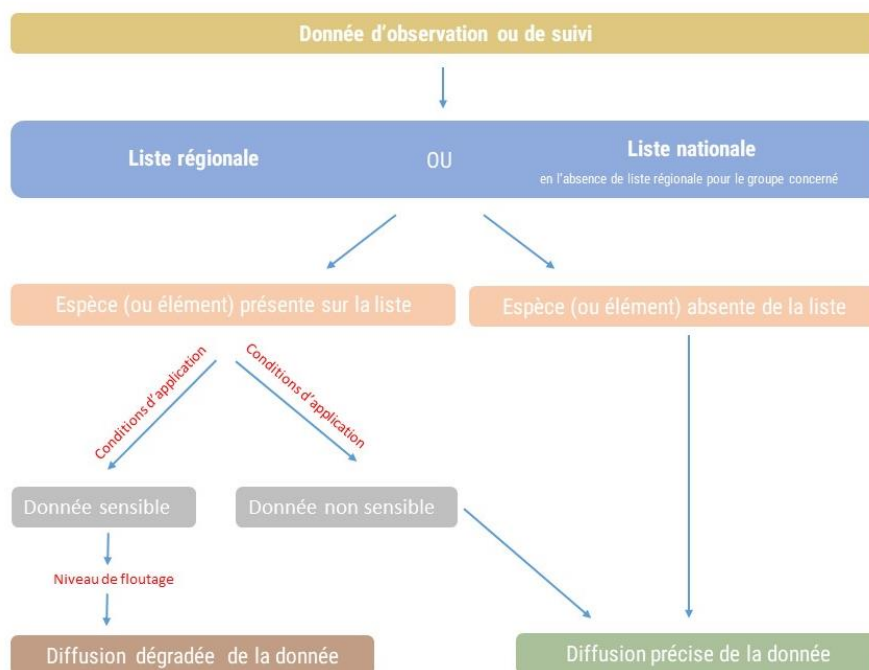 Donnée d'observation ou de suivi
Liste régionale
OU
Liste nationale
en l'absence de liste régionale pour le groupe concerné
Espèce (ou élément) présente sur la liste
Espèce (ou élément) absente de la liste
Conditions d'application
Conditions d'application
Donnée sensible
Donnée non sensible
Niveau de floutage
Diffusion dégradée de la donnée
Diffusion précise de la donnée